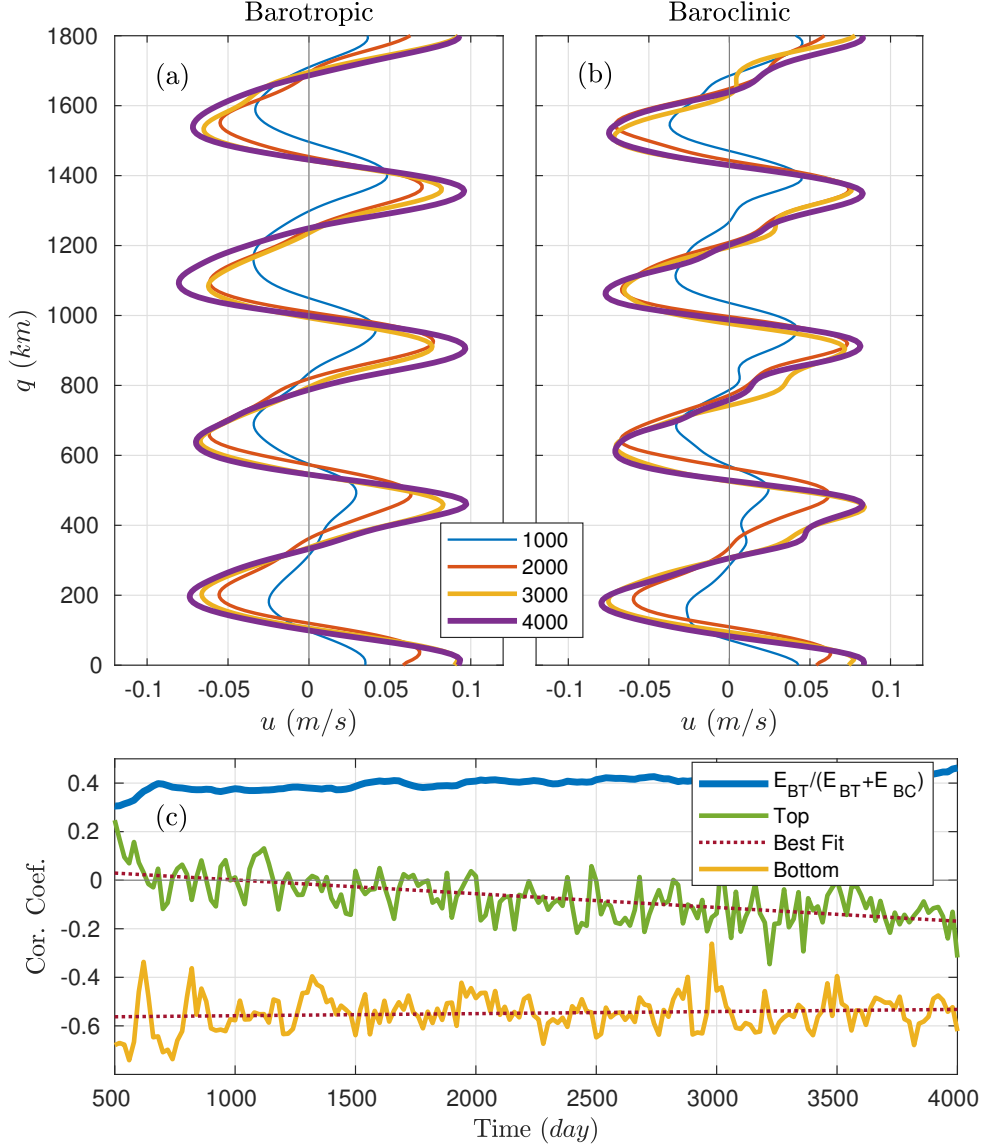 Barotropic
Baroclinic
(a)
(b)
1800
1600
1400
1200
1000
800
600
400
200
0
q (km)
1000
2000
3000
4000
-0.1 -0.05 0 0.05 0.1
-0.1 -0.05 0 0.05 0.1
u (m/s)
u (m/s)
(c)
0.4
0.2
0
-0.2
-0.4
-0.6
Cor. Coef.
E_BT/(E_BT+E_BC)
Top
Best Fit
Bottom
500 1000 1500 2000 2500 3000 3500 4000
Time (day)